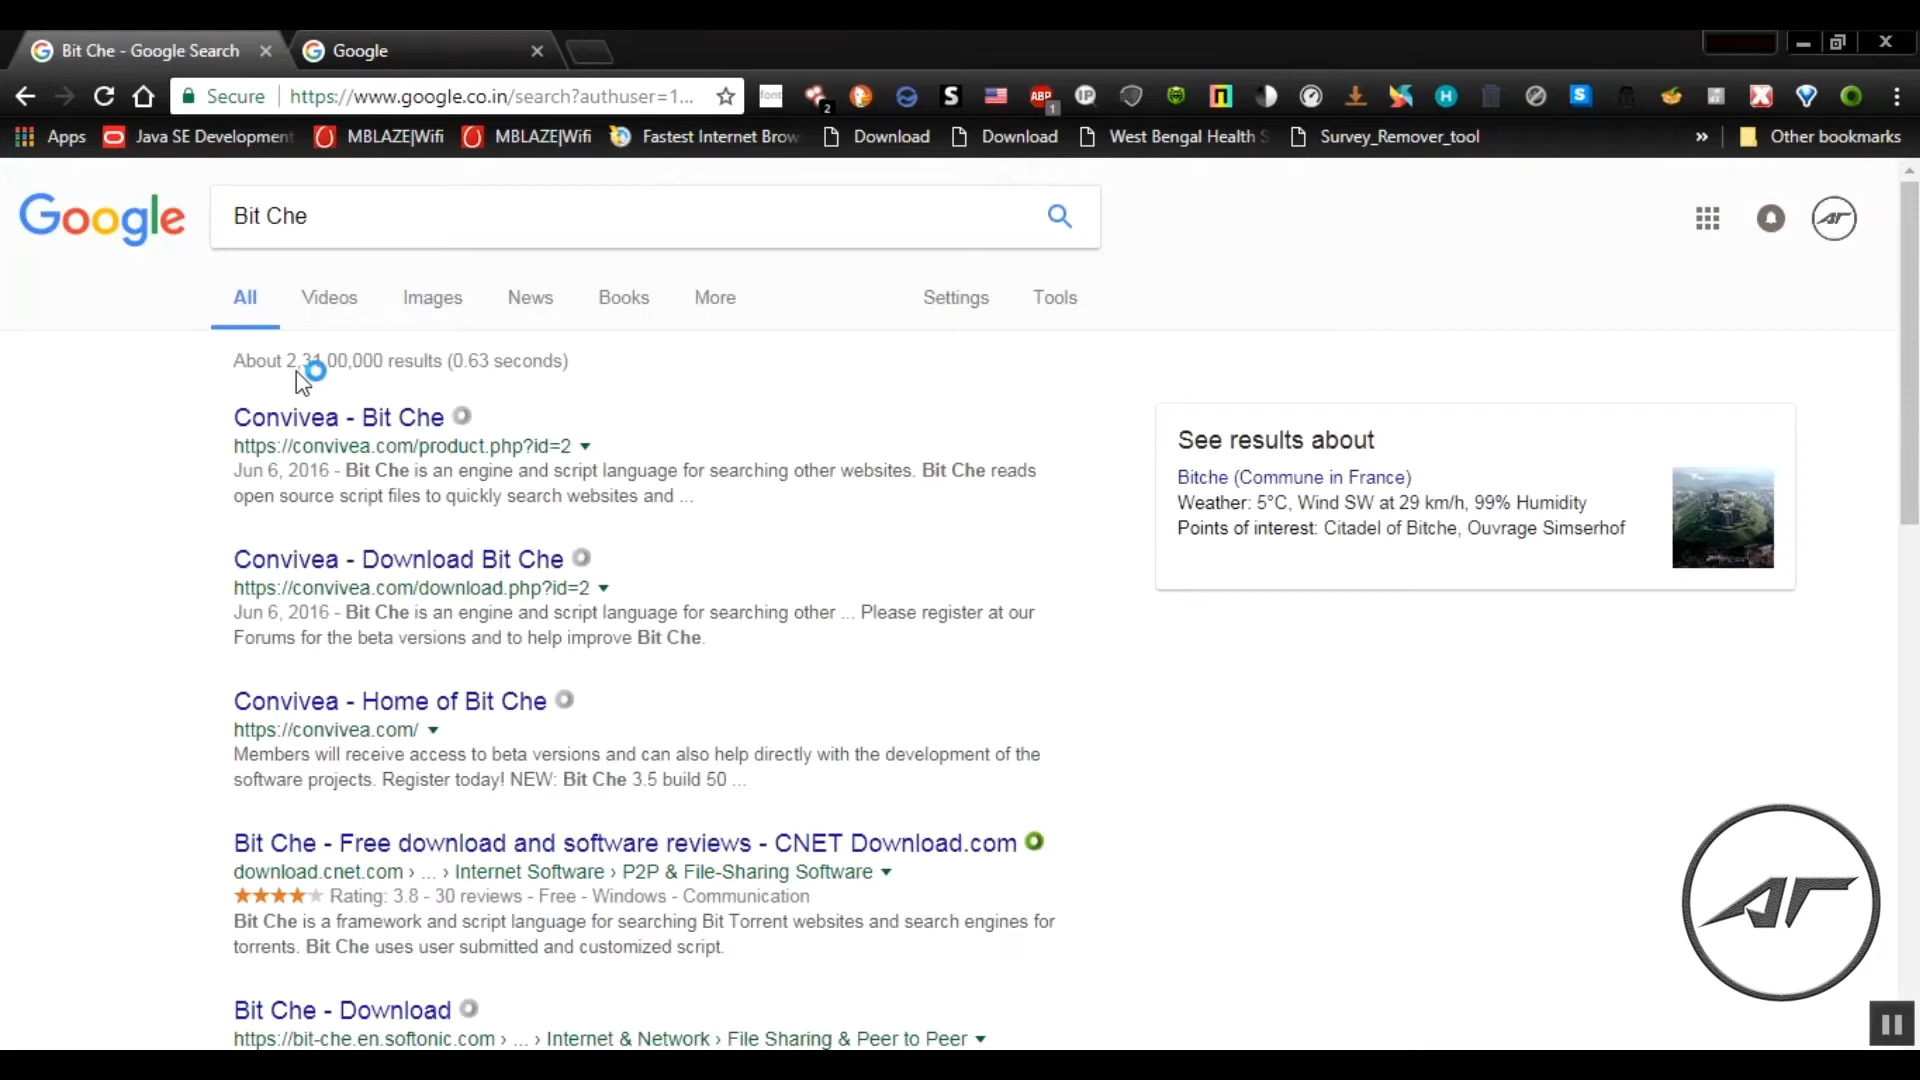 Bit Che - Google Search
Google
Secure https://www.google.co.in/search?authuser=1...
font 2 S ABP 1 IP H S
Apps Java SE Development MBLAZE|Wifi MBLAZE|Wifi Fastest Internet Brow Download Download West Bengal Health S Survey_Remover_tool » Other bookmarks
Google
Bit Che
All Videos Images News Books More Settings Tools
About 2,31,00,000 results (0.63 seconds)
Convivea - Bit Che
https://convivea.com/product.php?id=2
Jun 6, 2016 - Bit Che is an engine and script language for searching other websites. Bit Che reads
open source script files to quickly search websites and ...
Convivea - Download Bit Che
https://convivea.com/download.php?id=2
Jun 6, 2016 - Bit Che is an engine and script language for searching other ... Please register at our
Forums for the beta versions and to help improve Bit Che.
Convivea - Home of Bit Che
https://convivea.com/
Members will receive access to beta versions and can also help directly with the development of the
software projects. Register today! NEW: Bit Che 3.5 build 50 ...
Bit Che - Free download and software reviews - CNET Download.com
download.cnet.com › ... › Internet Software › P2P & File-Sharing Software
Rating: 3.8 - 30 reviews - Free - Windows - Communication
Bit Che is a framework and script language for searching Bit Torrent websites and search engines for
torrents. Bit Che uses user submitted and customized script.
Bit Che - Download
https://bit-che.en.softonic.com › ... › Internet & Network › File Sharing & Peer to Peer
See results about
Bitche (Commune in France)
Weather: 5°C, Wind SW at 29 km/h, 99% Humidity
Points of interest: Citadel of Bitche, Ouvrage Simserhof
AR